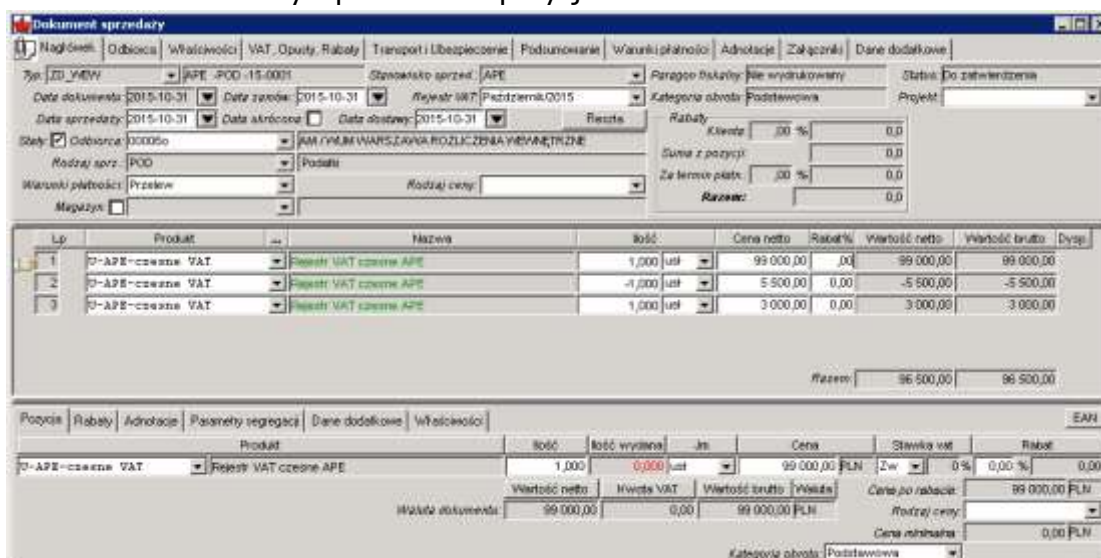 Dokument sprzedaży
Nagłówek Odbiorca Właściwości VAT, Opusty, Rabaty Transport i Ubezpieczenie Podsumowanie Warunki płatności Adnotacje Załączniki Dane dodatkowe
Typ: ZD_WEW APE -POD -15-0001 Stanowisko sprzed.: APE Paragon fiskalny: Nie wydrukowany Status: Do zatwierdzenia
Data dokumentu: 2015-10-31 Data zamów.: 2015-10-31 Rejestr VAT: Październik/2015 Kategoria obrotu: Podstawowa Projekt:
Data sprzedaży: 2015-10-31 Data skrócona Data dostawy: 2015-10-31 Reszta Rabaty
Stały: Odbiorca: 00005o WARSZAWA ROZLICZENIA WEWNĘTRZNE Klienta ,00 % 0,0
Suma z pozycji: 0,0
Rodzaj sprz.: POD Podatki
Za termin płatn. ,00 % 0,0
Warunki płatności: Przelew Rodzaj ceny:
Razem: 0,0
Magazyn:
Lp Produkt ... Nazwa Ilość Cena netto Rabat% Wartość netto Wartość brutto Dysp.
1 U-APE-czesne VAT Rejestr VAT czesne APE 1,000 usł 99 000,00 ,00 99 000,00 99 000,00
2 U-APE-czesne VAT Rejestr VAT czesne APE -1,000 usł 5 500,00 0,00 -5 500,00 -5 500,00
3 U-APE-czesne VAT Rejestr VAT czesne APE 1,000 usł 3 000,00 0,00 3 000,00 3 000,00
Razem: 96 500,00 96 500,00
Pozycja Rabaty Adnotacje Parametry segregacji Dane dodatkowe Właściwości EAN
Produkt Ilość Ilość wydana Jm Cena Stawka vat Rabat
U-APE-czesne VAT Rejestr VAT czesne APE 1,000 0,000 usł 99 000,00 PLN Zw 0 % 0,00 % 0,00
Wartość netto Kwota VAT Wartość brutto Waluta Cena po rabacie: 99 000,00 PLN
Waluta dokumentu: 99 000,00 0,00 99 000,00 PLN Rodzaj ceny:
Cena minimalna: 0,00 PLN
Kategoria obrotu: Podstawowa